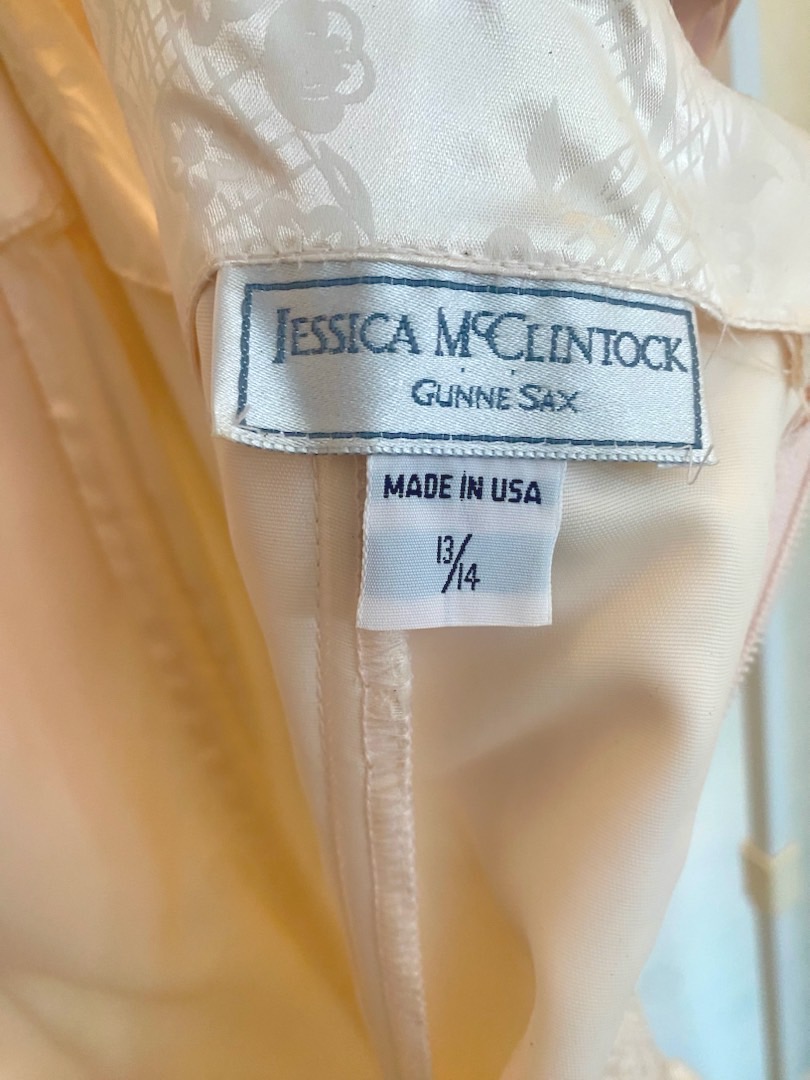 JESSICA McCLINTOCK
GUNNE SAX
MADE IN USA
13/14